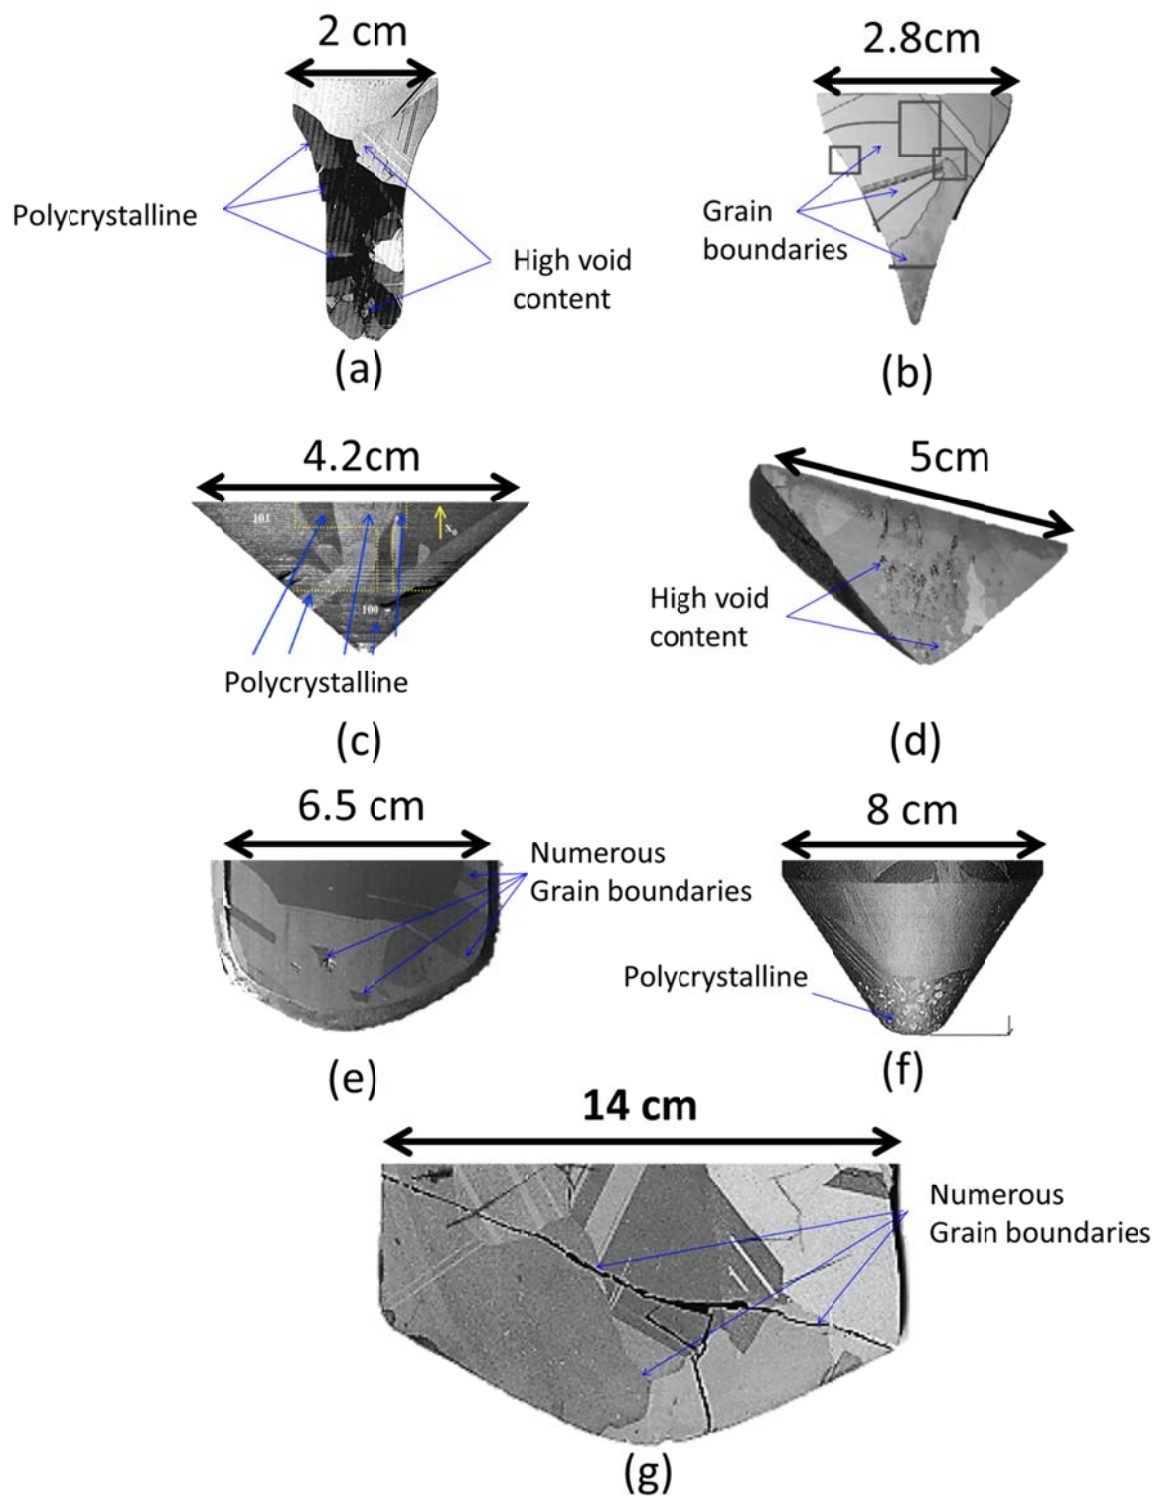 2 cm
2.8cm
Polycrystalline
High void
content
Grain
boundaries
(a)
(b)
4.2cm
5cm
101
X₀
100
High void
content
Polycrystalline
(c)
(d)
6.5 cm
8 cm
Numerous
Grain boundaries
Polycrystalline
(e)
(f)
14 cm
Numerous
Grain boundaries
(g)